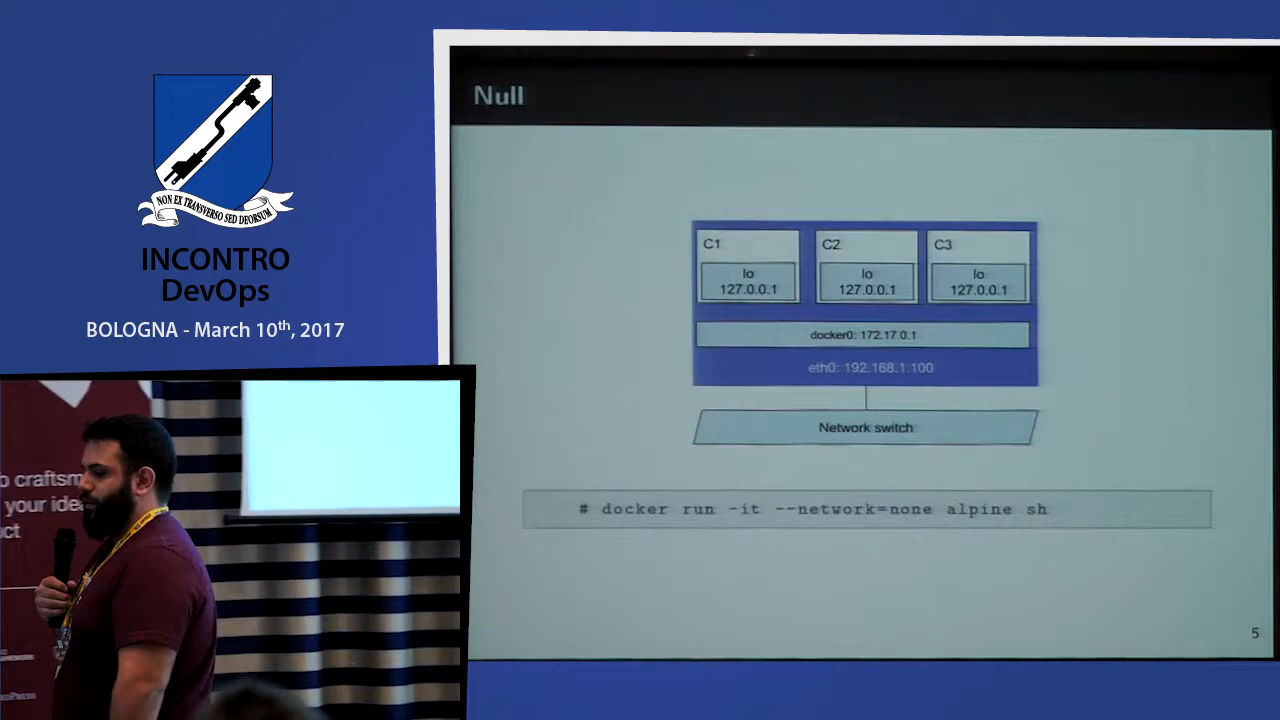 NON EX TRANSVERSO SED DEORSUM
INCONTRO
DevOps
BOLOGNA - March 10th, 2017
Null
C1
lo
127.0.0.1
C2
lo
127.0.0.1
C3
lo
127.0.0.1
docker0: 172.17.0.1
eth0: 192.168.1.100
Network switch
# docker run -it --network=none alpine sh
5
craftsm
your idea